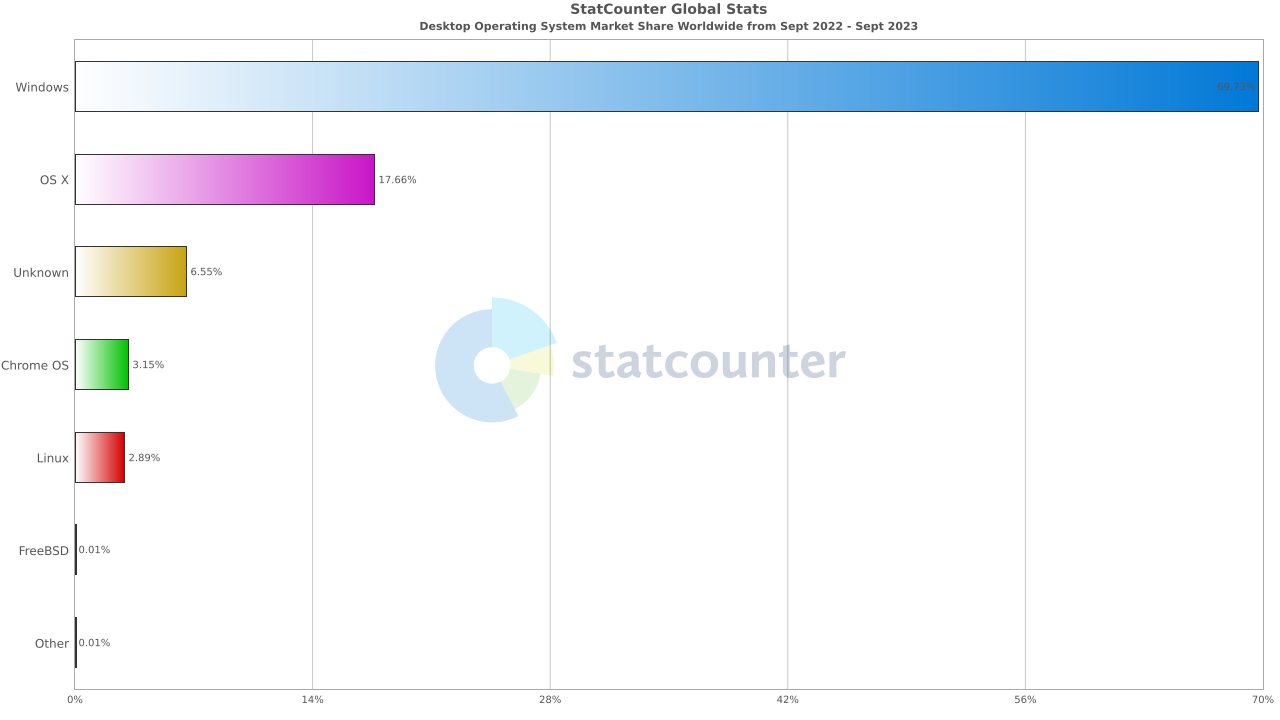 StatCounter Global Stats
Desktop Operating System Market Share Worldwide from Sept 2022 - Sept 2023
Windows
69.73%
OS X
17.66%
Unknown
6.55%
Chrome OS
3.15%
statcounter
Linux
2.89%
FreeBSD
0.01%
Other
0.01%
0% 14% 28% 42% 56% 70%